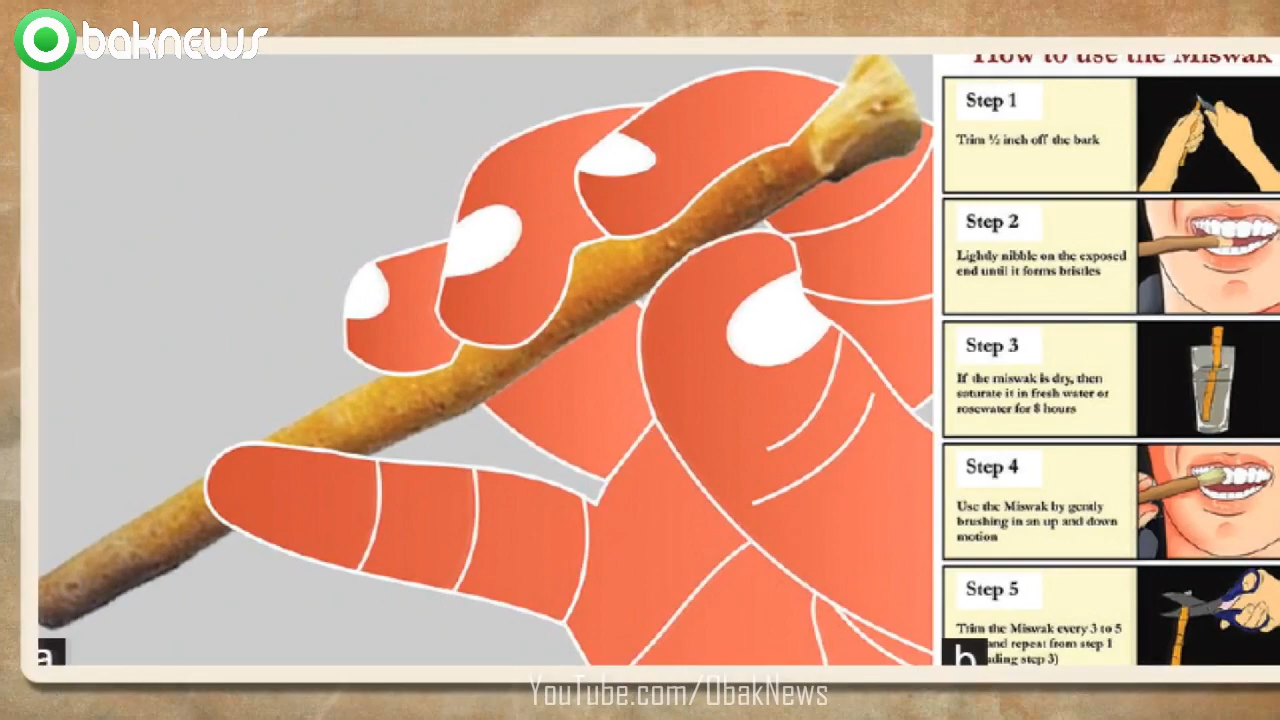 Obaknews
How to use the Miswak
Step 1
Trim ½ inch off the bark
Step 2
Lightly nibble on the exposed
end until it forms bristles
Step 3
If the miswak is dry, then
saturate it in fresh water or
rosewater for 8 hours
Step 4
Use the Miswak by gently
brushing in an up and down
motion
Step 5
Trim the Miswak every 3 to 5
and repeat from step 1
step 3)
a
b
YouTube.com/ObakNews